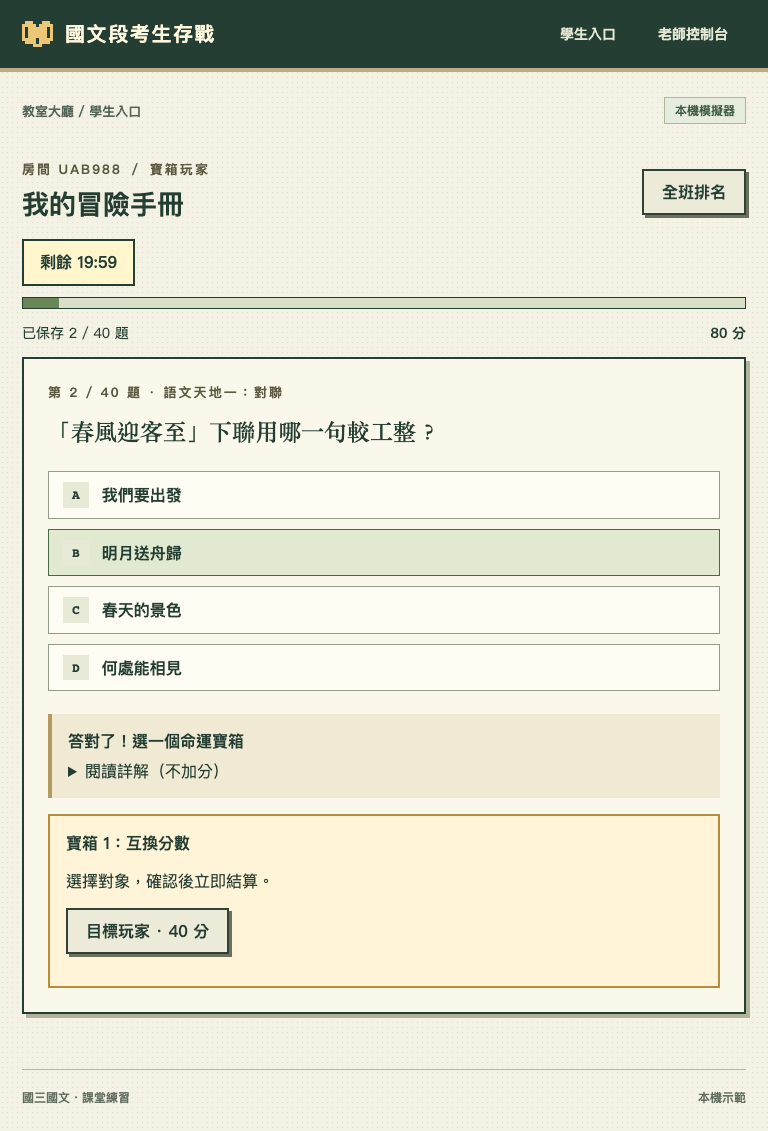 國文段考生存戰
學生入口
老師控制台
教室大廳 / 學生入口
本機模擬器
房間 UAB988 / 寶箱玩家
我的冒險手冊
全班排名
剩餘 19:59
已保存 2 / 40 題
80 分
第 2 / 40 題 · 語文天地一：對聯
「春風迎客至」下聯用哪一句較工整？
A 我們要出發
B 明月送舟歸
C 春天的景色
D 何處能相見
答對了！選一個命運寶箱
▶ 閱讀詳解（不加分）
寶箱 1：互換分數
選擇對象，確認後立即結算。
目標玩家 · 40 分
國三國文 · 課堂練習
本機示範